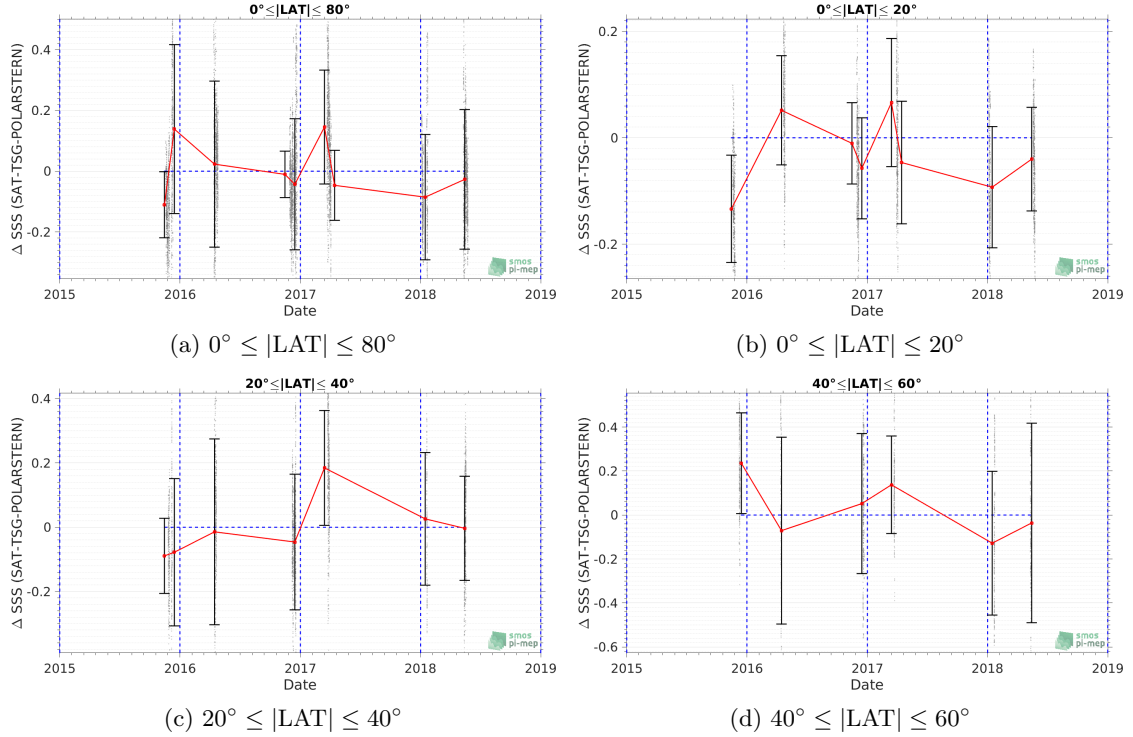 0°≤|LAT|≤ 80°
Δ SSS (SAT-TSG-POLARSTERN)
0.4
0.2
0
-0.2
2015 2016 2017 2018 2019
Date
smos
pi-mep
(a) 0° ≤ |LAT| ≤ 80°
0°≤|LAT|≤ 20°
Δ SSS (SAT-TSG-POLARSTERN)
0.2
0
-0.2
2015 2016 2017 2018 2019
Date
smos
pi-mep
(b) 0° ≤ |LAT| ≤ 20°
20°≤|LAT|≤ 40°
Δ SSS (SAT-TSG-POLARSTERN)
0.4
0.2
0
-0.2
2015 2016 2017 2018 2019
Date
smos
pi-mep
(c) 20° ≤ |LAT| ≤ 40°
40°≤|LAT|≤ 60°
Δ SSS (SAT-TSG-POLARSTERN)
0.4
0.2
0
-0.2
-0.4
-0.6
2015 2016 2017 2018 2019
Date
smos
pi-mep
(d) 40° ≤ |LAT| ≤ 60°